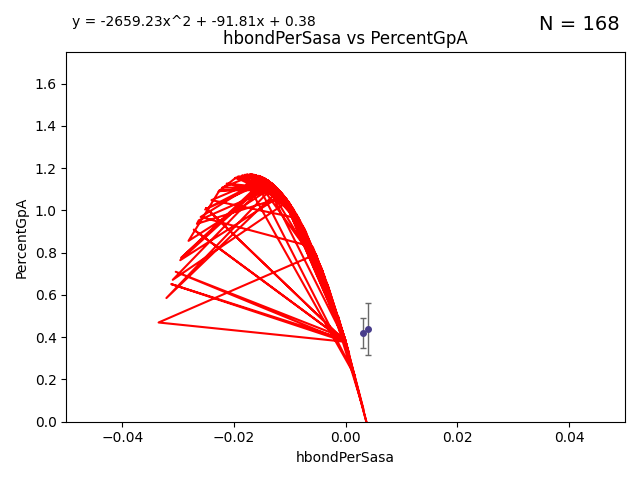 y = -2659.23x^2 + -91.81x + 0.38
N = 168
hbondPerSasa vs PercentGpA
1.6
1.4
1.2
1.0
0.8
0.6
0.4
0.2
0.0
PercentGpA
−0.04
−0.02
0.00
0.02
0.04
hbondPerSasa